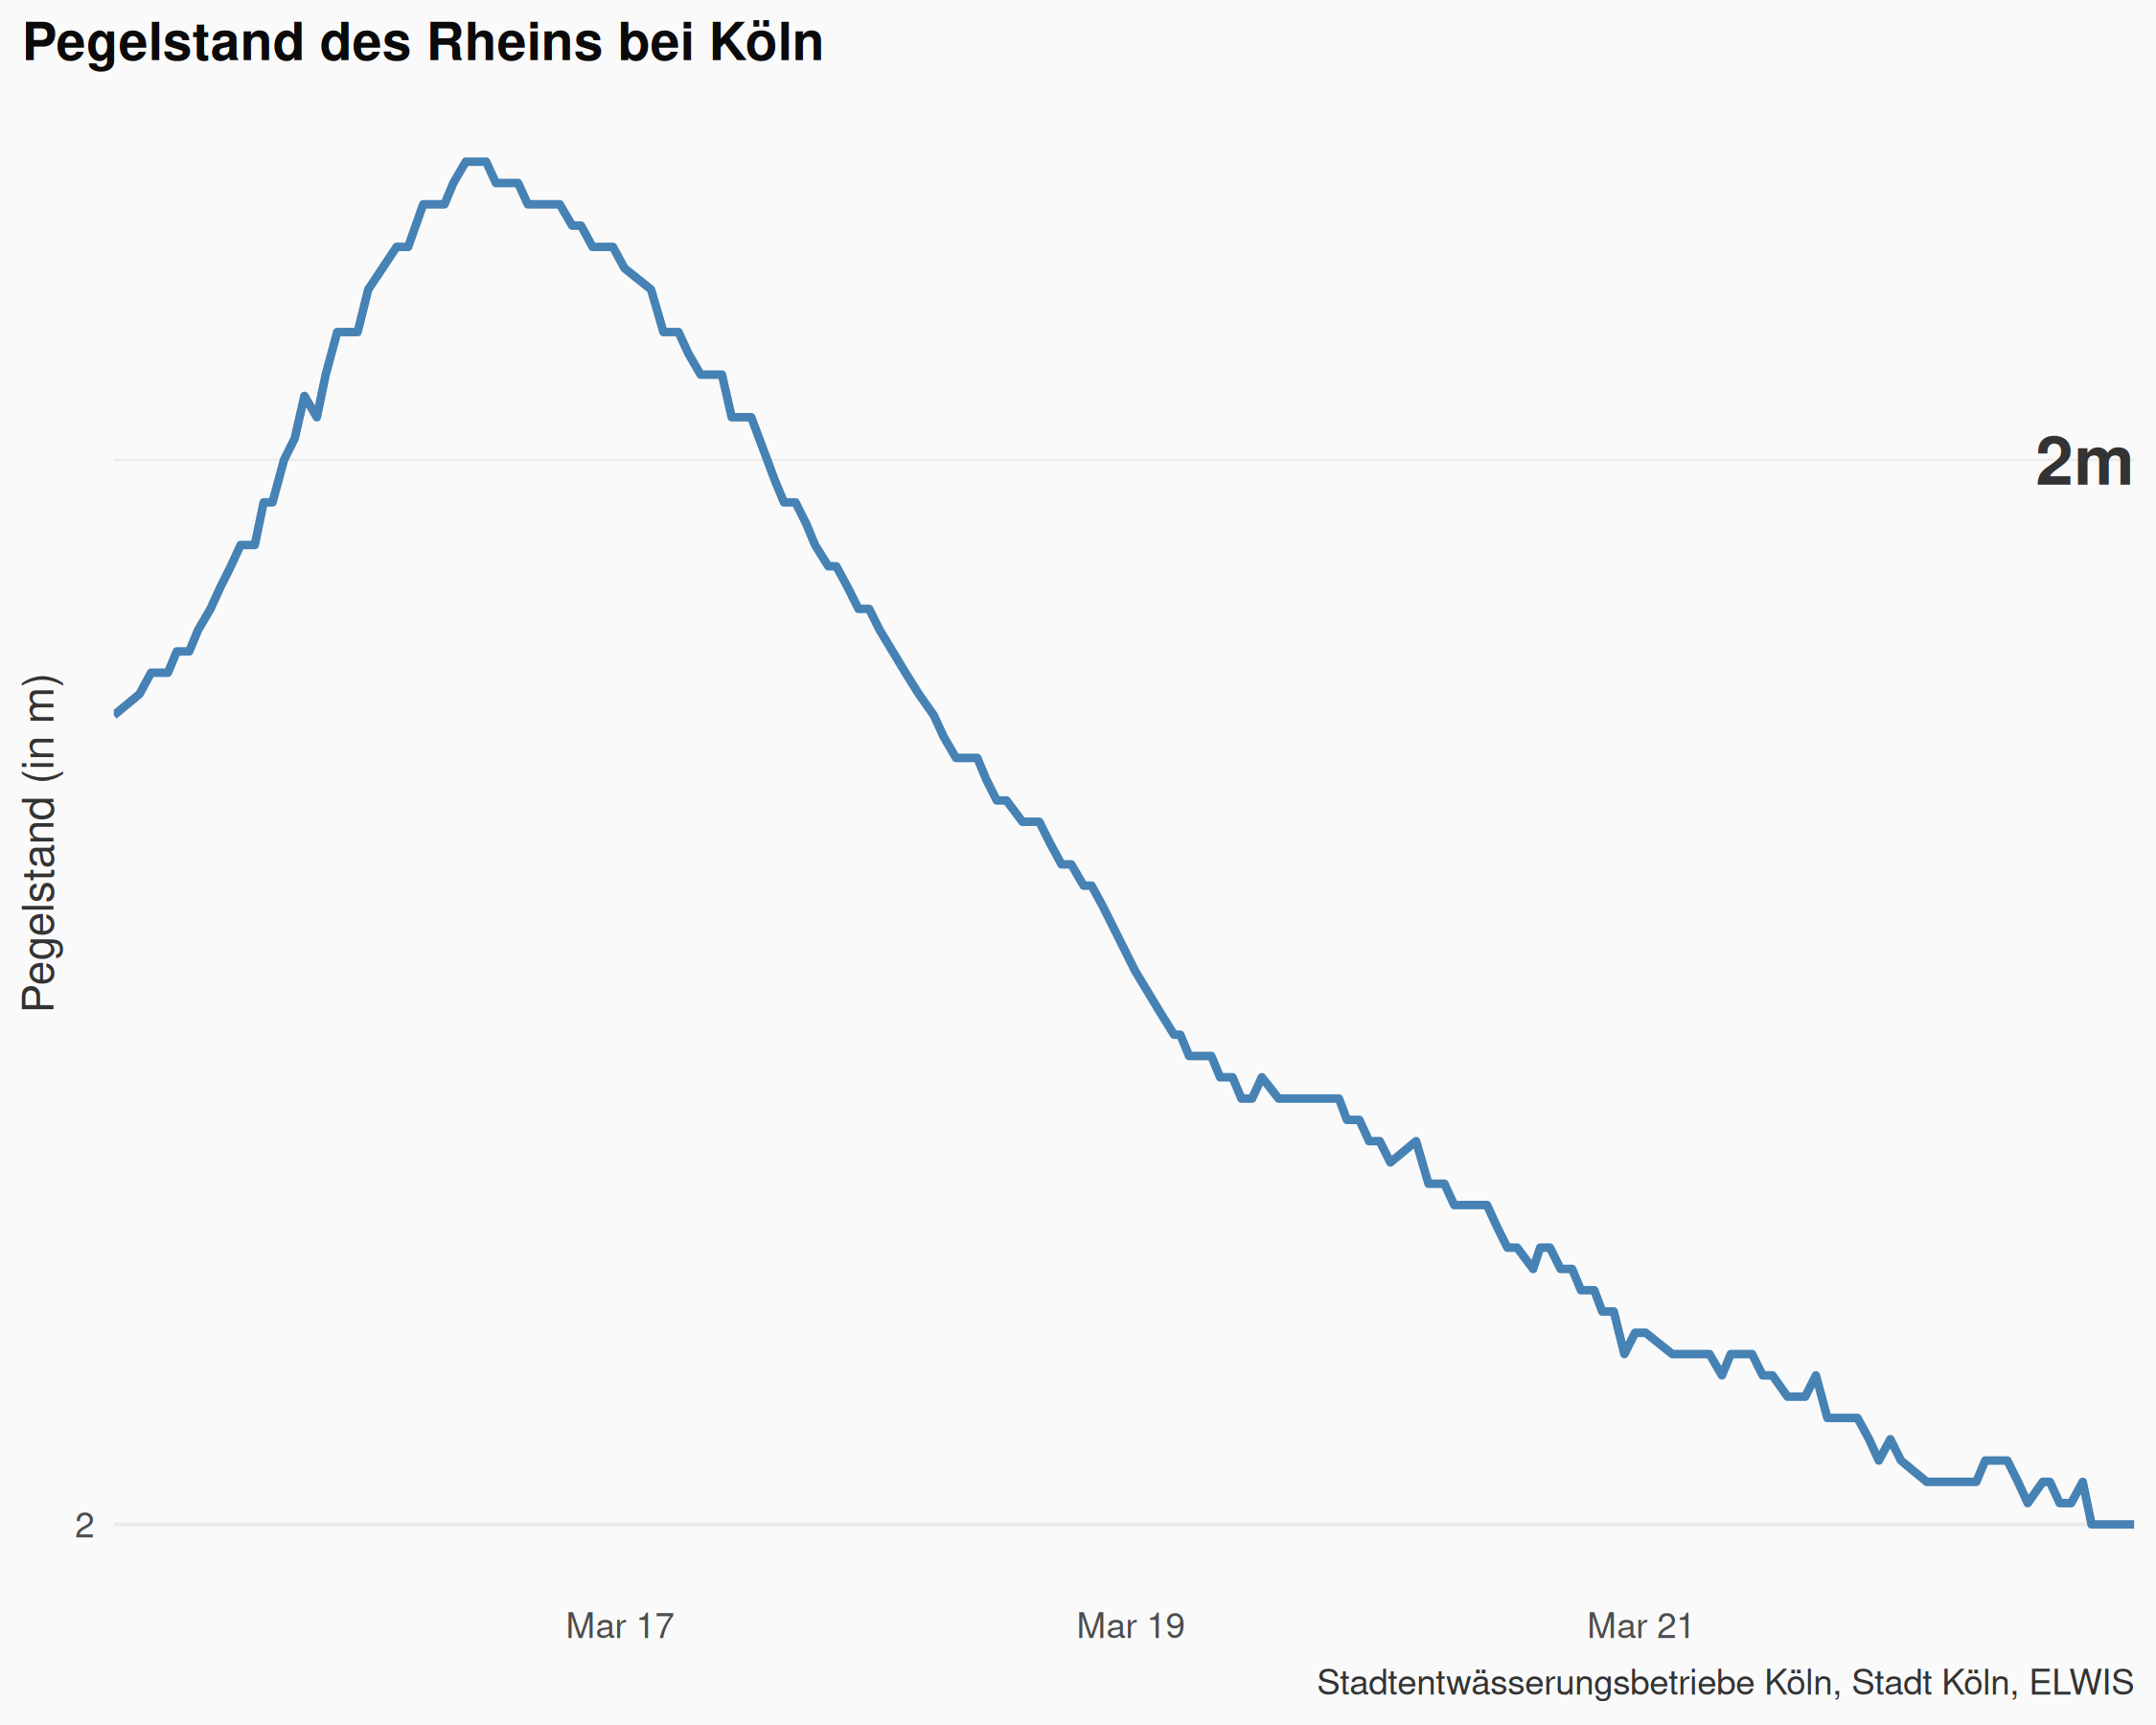 Pegelstand des Rheins bei Köln
2m
Pegelstand (in m)
2
Mar 17
Mar 19
Mar 21
Stadtentwässerungsbetriebe Köln, Stadt Köln, ELWIS